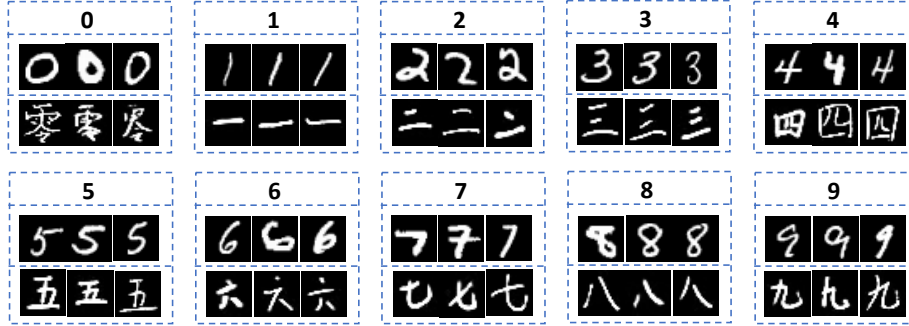 0 1 2 3 4
0 0 0 1 1 1 2 2 2 3 3 3 4 4 4
零 零 零 一 一 一 二 二 二 三 三 三 四 四 四
5 6 7 8 9
5 5 5 6 6 6 7 7 7 8 8 8 9 9 9
五 五 五 六 六 六 七 七 七 八 八 八 九 九 九